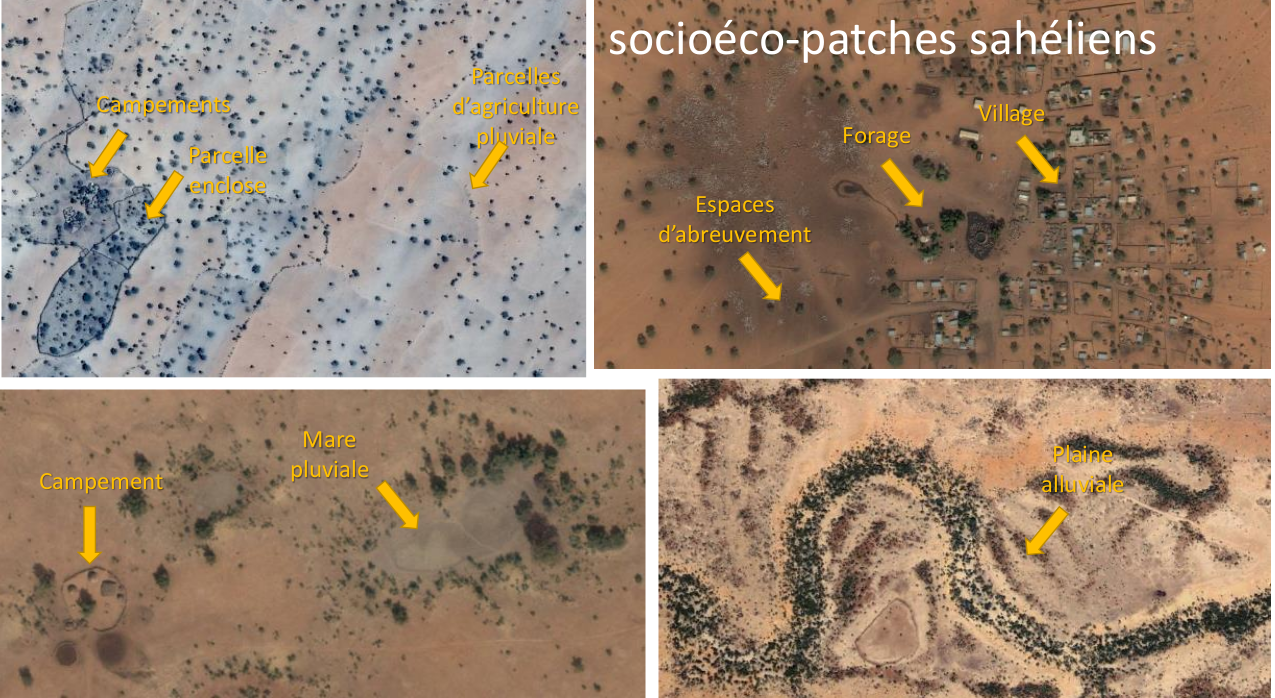 socioéco-patches sahéliens
Campements
Parcelle
enclose
Parcelles
d'agriculture
pluviale
Forage
Village
Espaces
d'abreuvement
Campement
Mare
pluviale
Plaine
alluviale